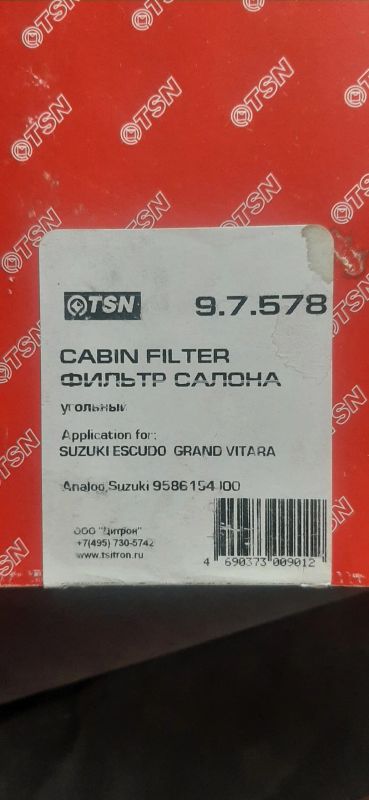 TSN 9.7.578
CABIN FILTER
ФИЛЬТР САЛОНА
угольный
Application for:
SUZUKI ESCUDO GRAND VITARA
Analog Suzuki 9586154J00
ООО "Цитрон"
+7(495) 730-5742
www.tsitron.ru
4 690373 009012
TSN
TSN
TSN
TSN
TSN
TSN
TSN
TSN